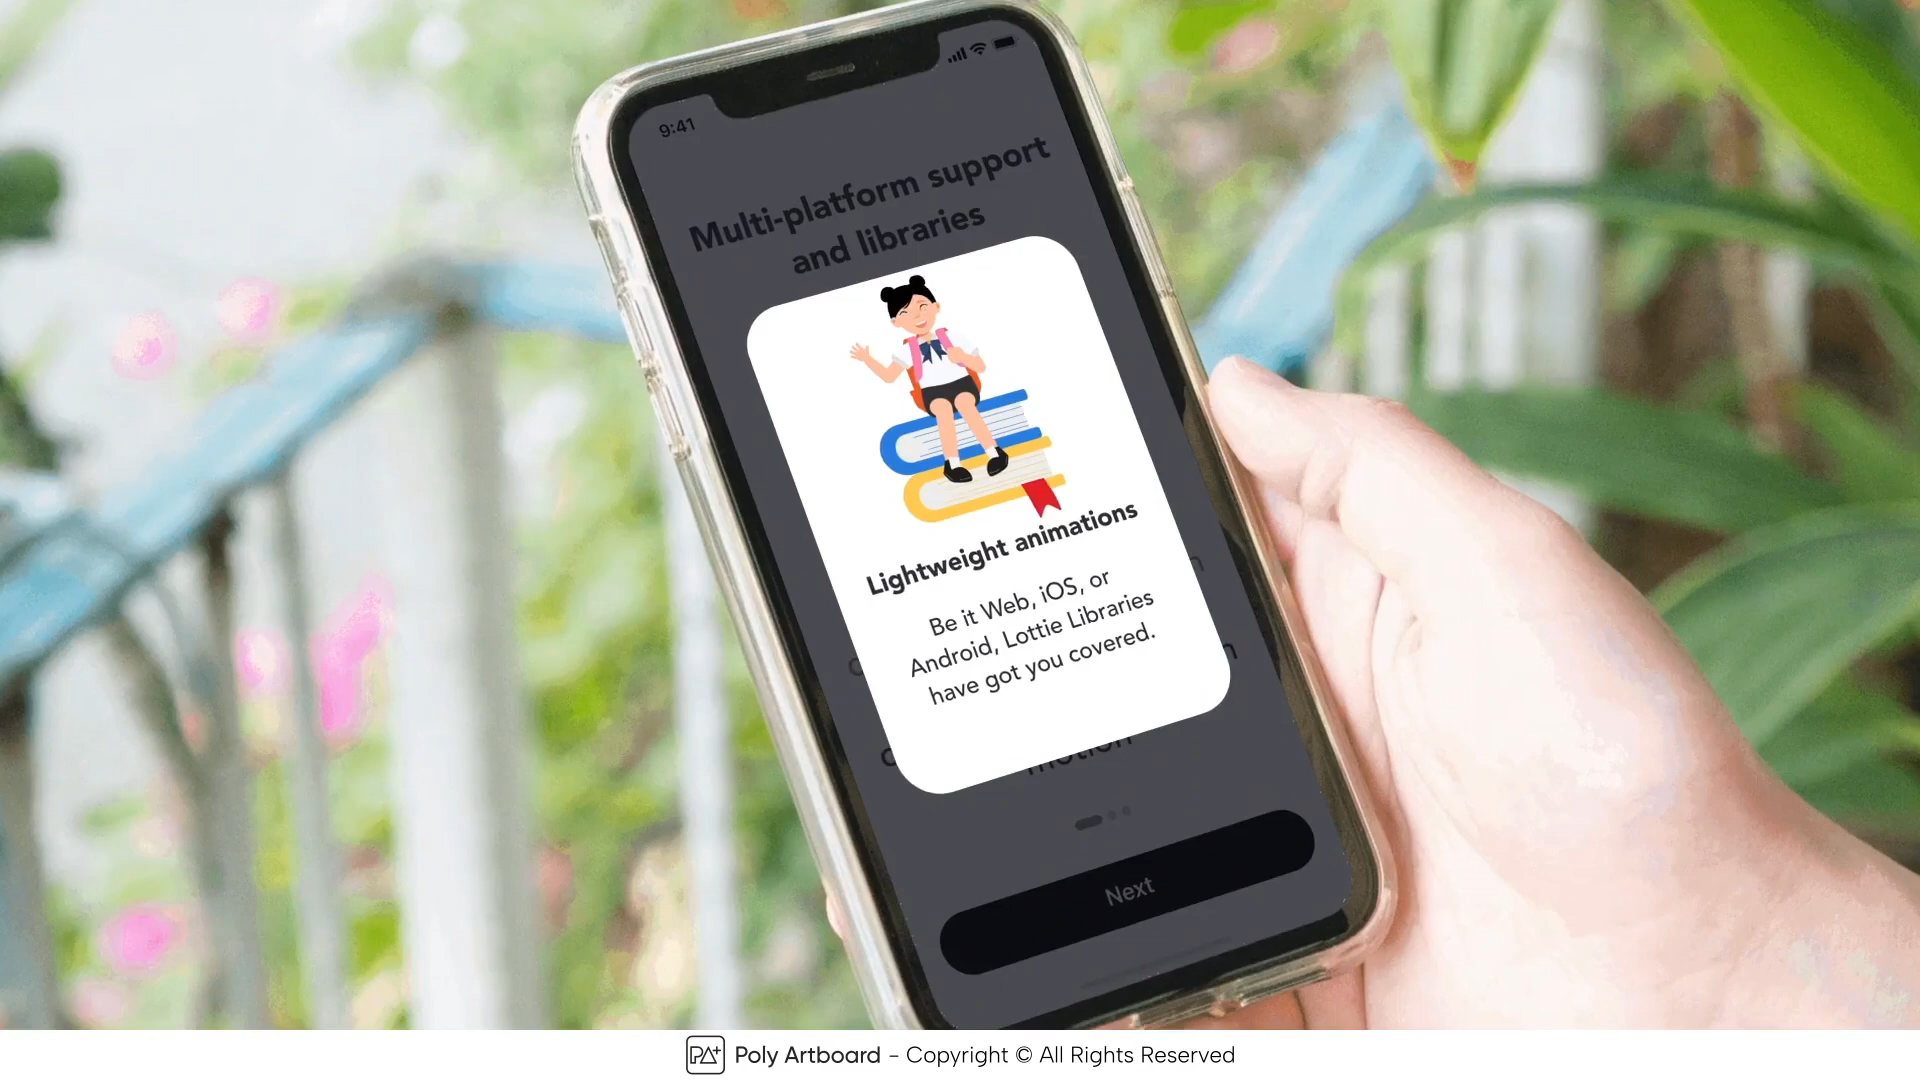 9:41
Multi-platform support
and libraries
Lightweight animations
Be it Web, iOS, or
Android, Lottie Libraries
have got you covered.
motion
Next
Poly Artboard - Copyright © All Rights Reserved